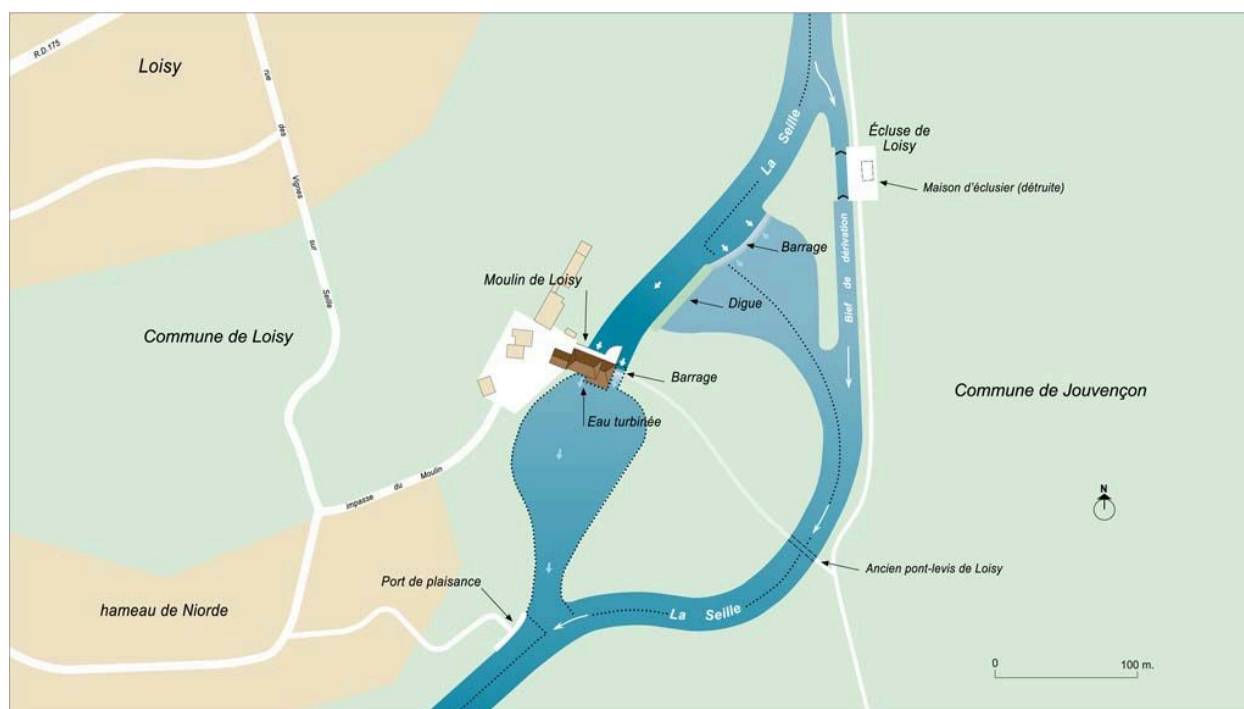 R.D.175
Loisy
rue des Vignes sur Seille
La Seille
Écluse de
Loisy
Maison d'éclusier (détruite)
Barrage
Moulin de Loisy
Digue
Bief de dérivation
Commune de Loisy
Barrage
Commune de Jouvençon
Eau turbinée
impasse du Moulin
N
Ancien pont-levis de Loisy
Port de plaisance
hameau de Niorde
La Seille
0 100 m.